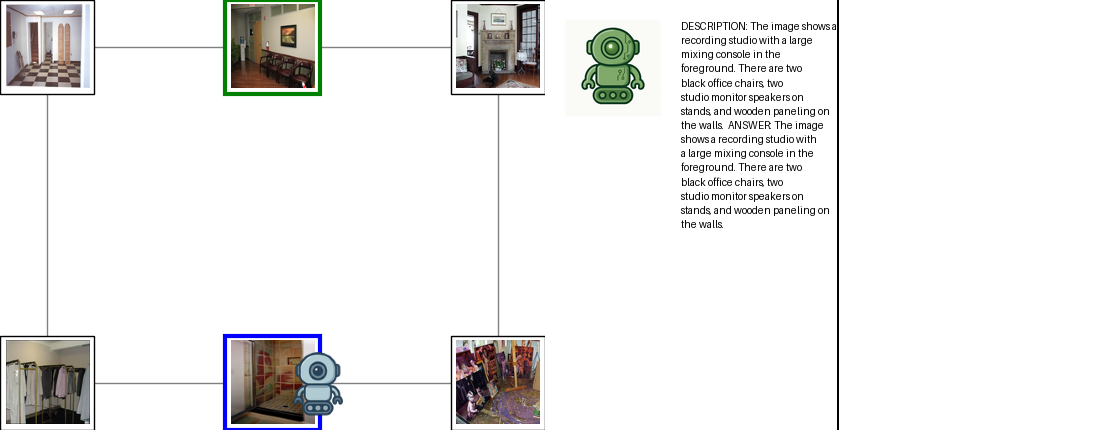 DESCRIPTION: The image shows a
recording studio with a large
mixing console in the
foreground. There are two
black office chairs, two
studio monitor speakers on
stands, and wooden paneling on
the walls. ANSWER: The image
shows a recording studio with
a large mixing console in the
foreground. There are two
black office chairs, two
studio monitor speakers on
stands, and wooden paneling on
the walls.